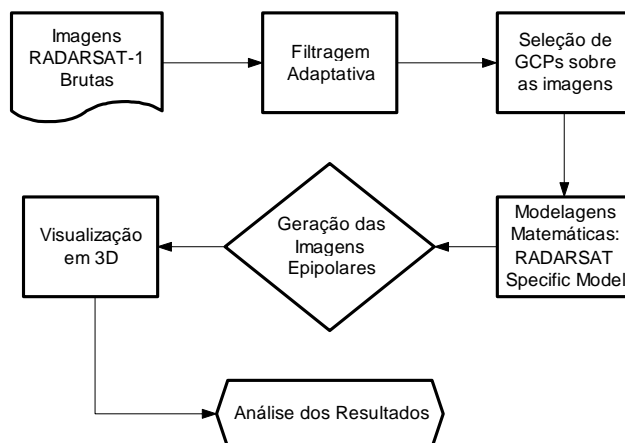 Imagens
RADARSAT-1
Brutas
Filtragem
Adaptativa
Seleção de
GCPs sobre
as imagens
Modelagens
Matemáticas:
RADARSAT
Specific Model
Geração das
Imagens
Epipolares
Visualização
em 3D
Análise dos Resultados